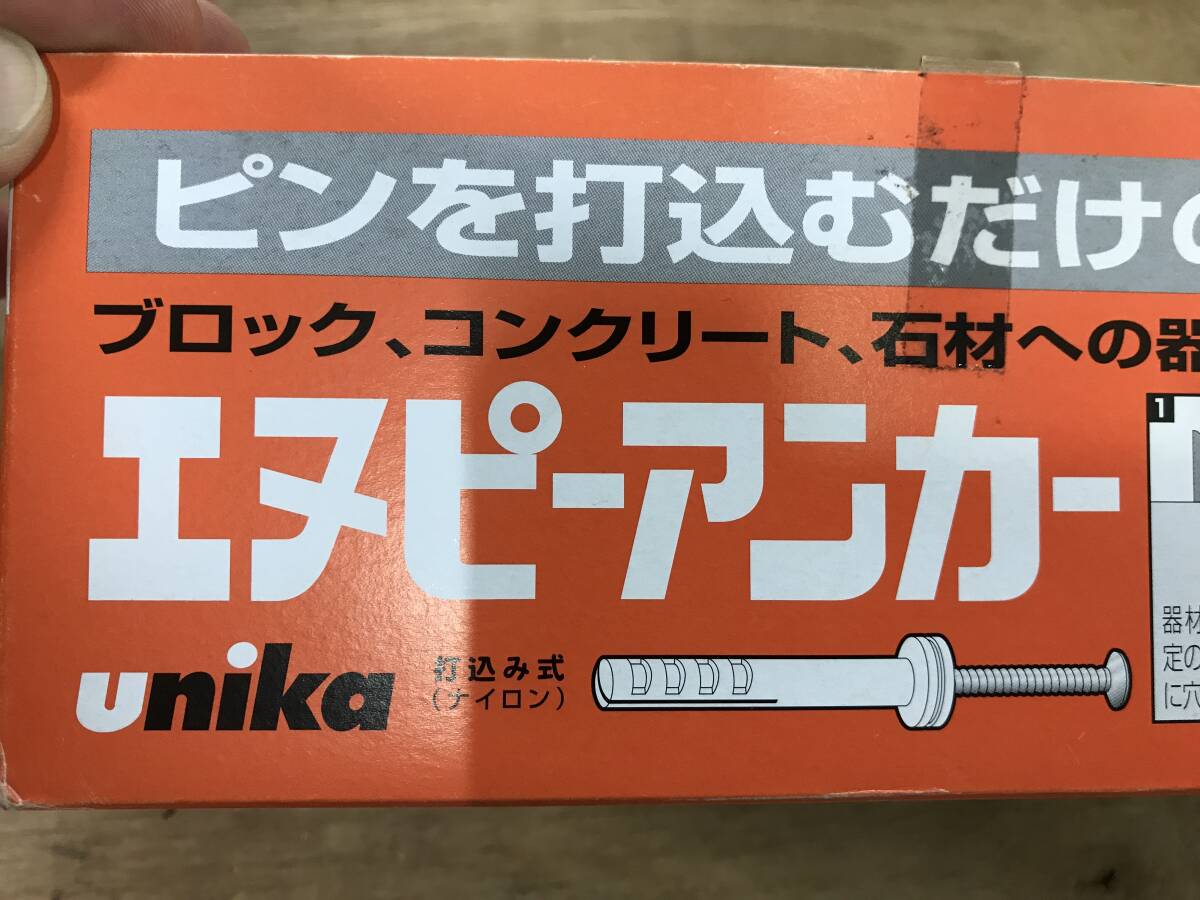 ピンを打込むだけの
ブロック、コンクリート、石材への器
エヌピーアンカー
unika
打込み式
(ナイロン)
1
器材
定の
に穴